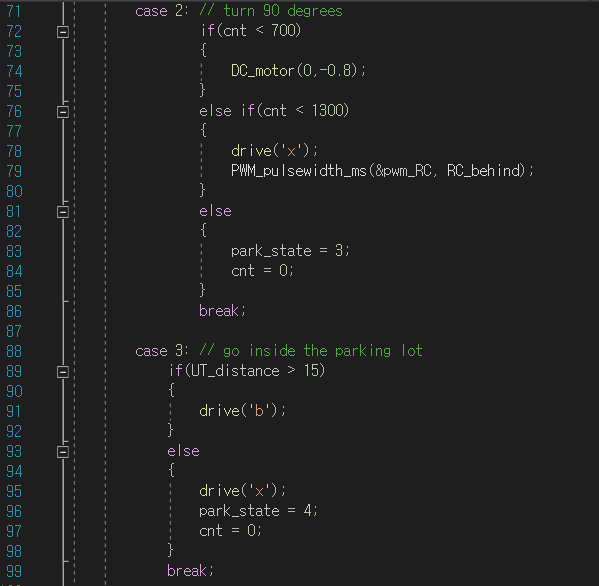 71 case 2: // turn 90 degrees
72 if(cnt < 700)
73 {
74 DC_motor(0,-0.8);
75 }
76 else if(cnt < 1300)
77 {
78 drive('x');
79 PWM_pulsewidth_ms(&pwm_RC, RC_behind);
80 }
81 else
82 {
83 park_state = 3;
84 cnt = 0;
85 }
86 break;
87
88 case 3: // go inside the parking lot
89 if(UT_distance > 15)
90 {
91 drive('b');
92 }
93 else
94 {
95 drive('x');
96 park_state = 4;
97 cnt = 0;
98 }
99 break;